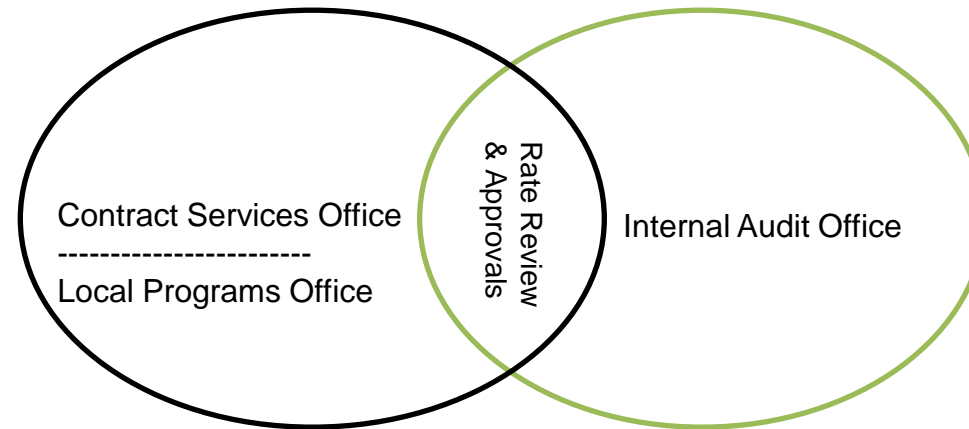 Contract Services Office
------------------------
Local Programs Office
Rate Review
& Approvals
Internal Audit Office